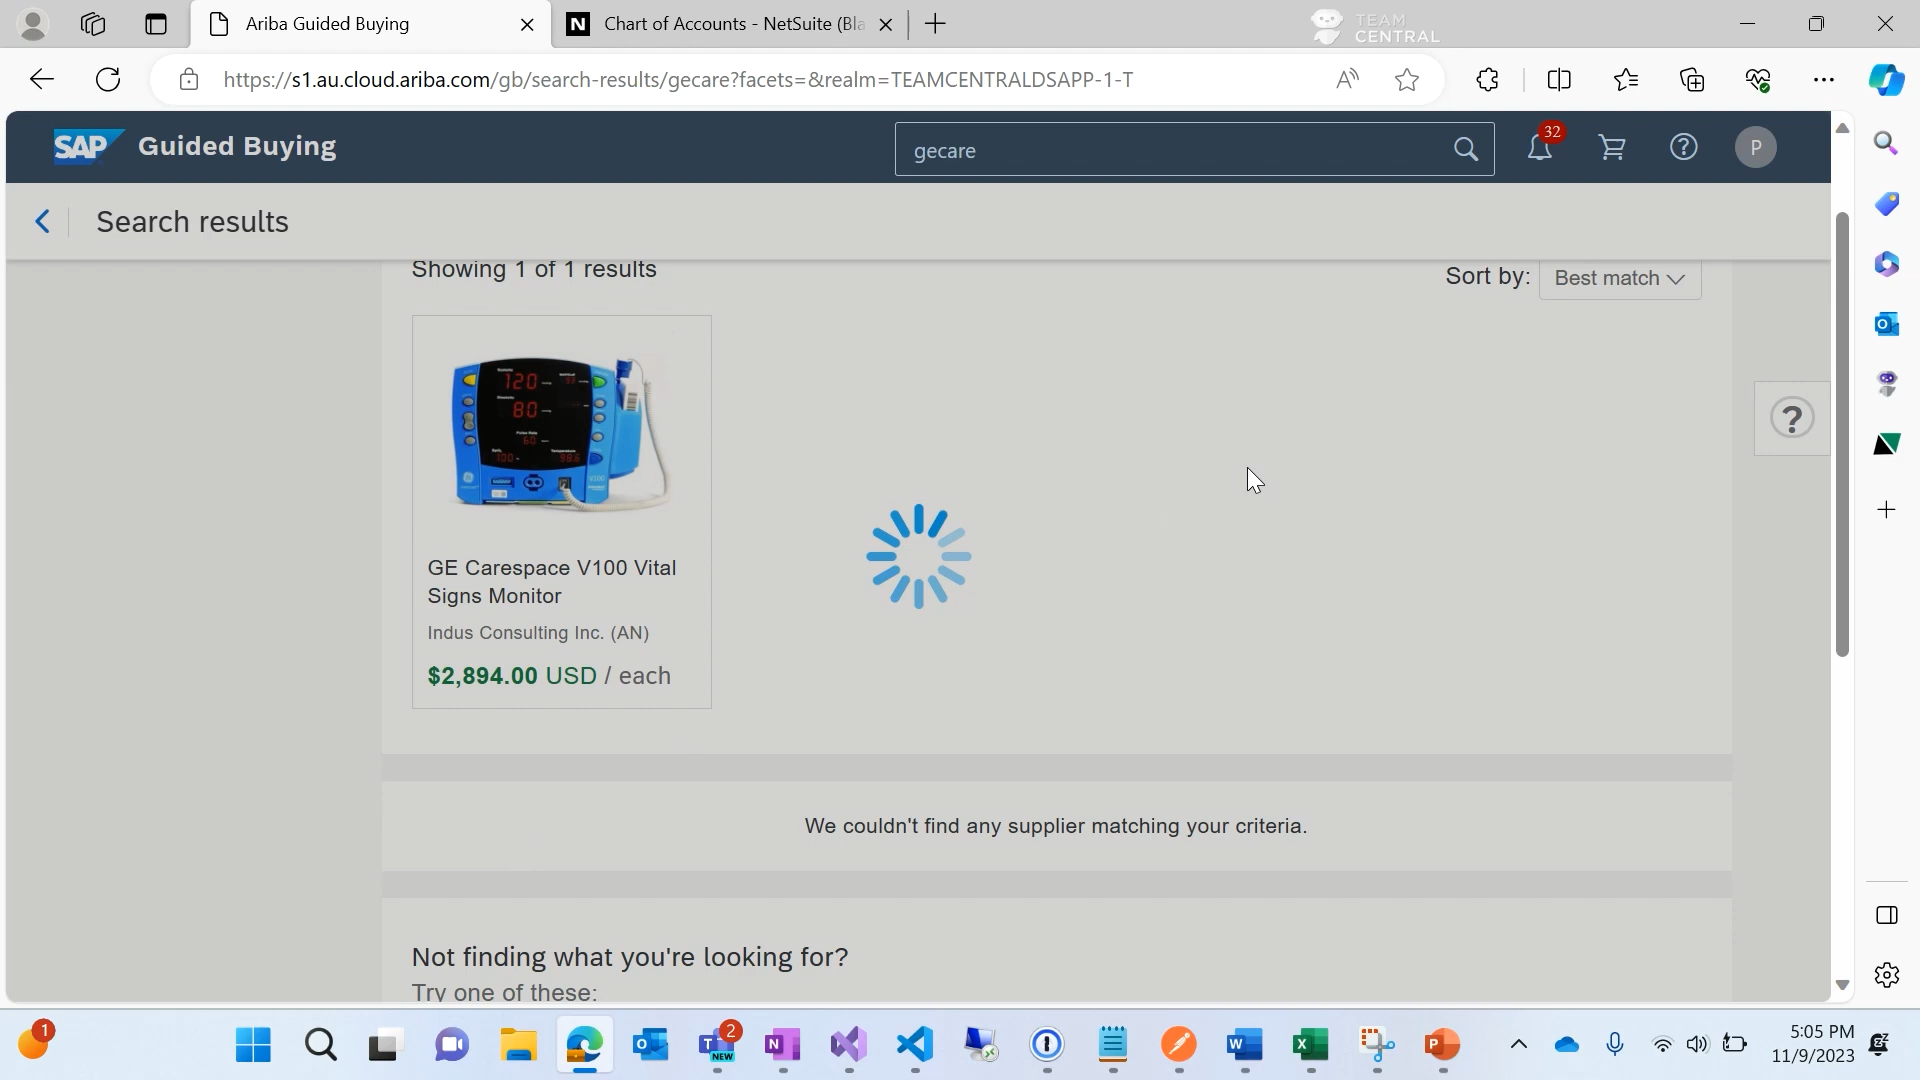 Ariba Guided Buying
N Chart of Accounts - NetSuite (Bla
TEAM
CENTRAL
https://s1.au.cloud.ariba.com/gb/search-results/gecare?facets=&realm=TEAMCENTRALDSAPP-1-T
SAP Guided Buying
gecare
32
P
Search results
Showing 1 of 1 results
Sort by: Best match
120
80
60
100
V100
?
GE Carespace V100 Vital
Signs Monitor
Indus Consulting Inc. (AN)
$2,894.00 USD / each
We couldn't find any supplier matching your criteria.
Not finding what you're looking for?
Try one of these:
1
2
NEW
5:05 PM
11/9/2023